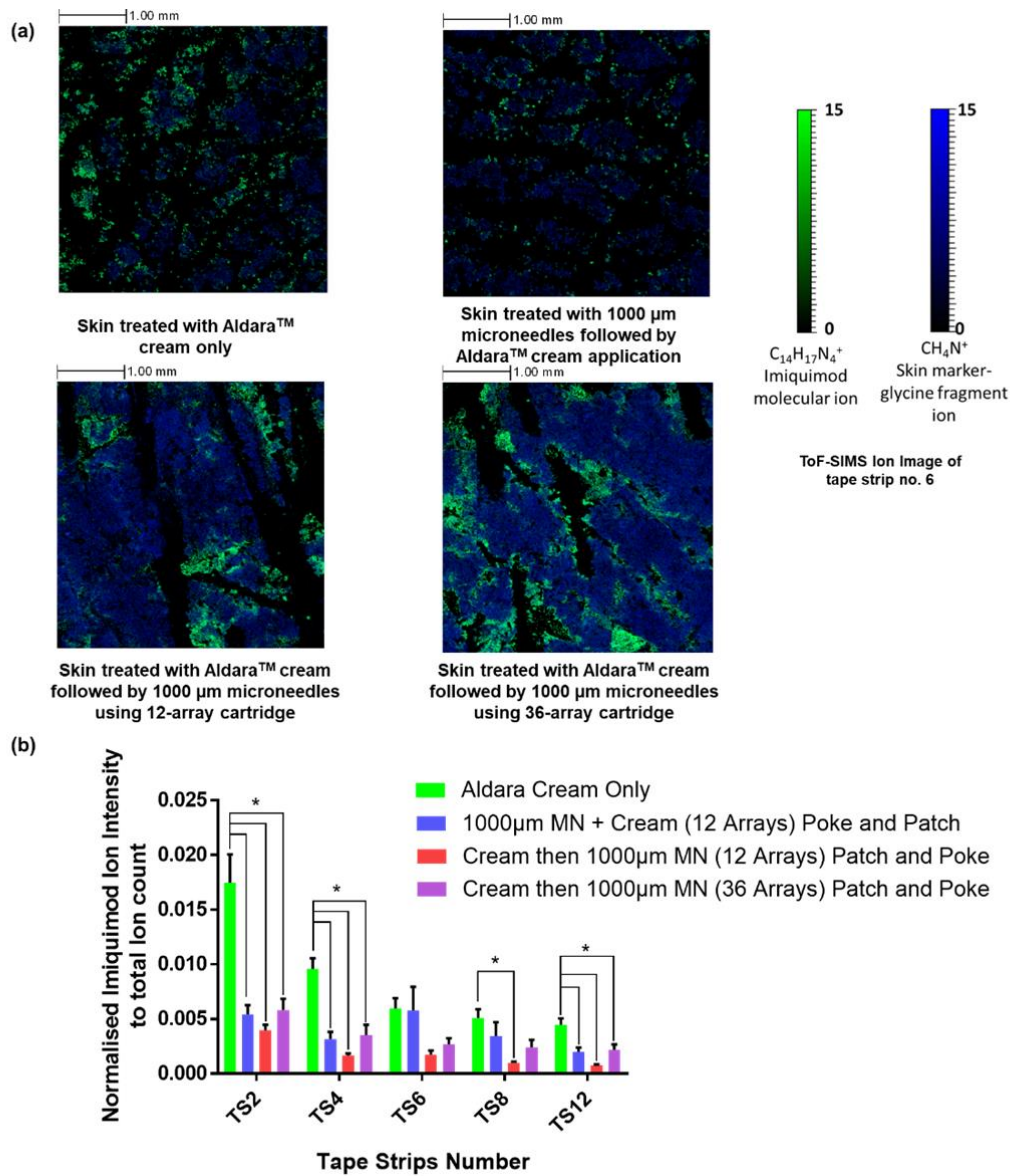 (a)
1.00 mm
1.00 mm
Skin treated with Aldara™
cream only
Skin treated with 1000 µm
microneedles followed by
Aldara™ cream application
15
0
C₁₄H₁₇N₄⁺
Imiquimod
molecular ion
15
0
CH₄N⁺
Skin marker-
glycine fragment
ion
ToF-SIMS Ion Image of
tape strip no. 6
1.00 mm
1.00 mm
Skin treated with Aldara™ cream
followed by 1000 µm microneedles
using 12-array cartridge
Skin treated with Aldara™ cream
followed by 1000 µm microneedles
using 36-array cartridge
(b)
Normalised Imiquimod Ion Intensity
to total Ion count
0.025
0.020
0.015
0.010
0.005
0.000
*
*
*
*
Aldara Cream Only
1000µm MN + Cream (12 Arrays) Poke and Patch
Cream then 1000µm MN (12 Arrays) Patch and Poke
Cream then 1000µm MN (36 Arrays) Patch and Poke
TS2
TS4
TS6
TS8
TS12
Tape Strips Number